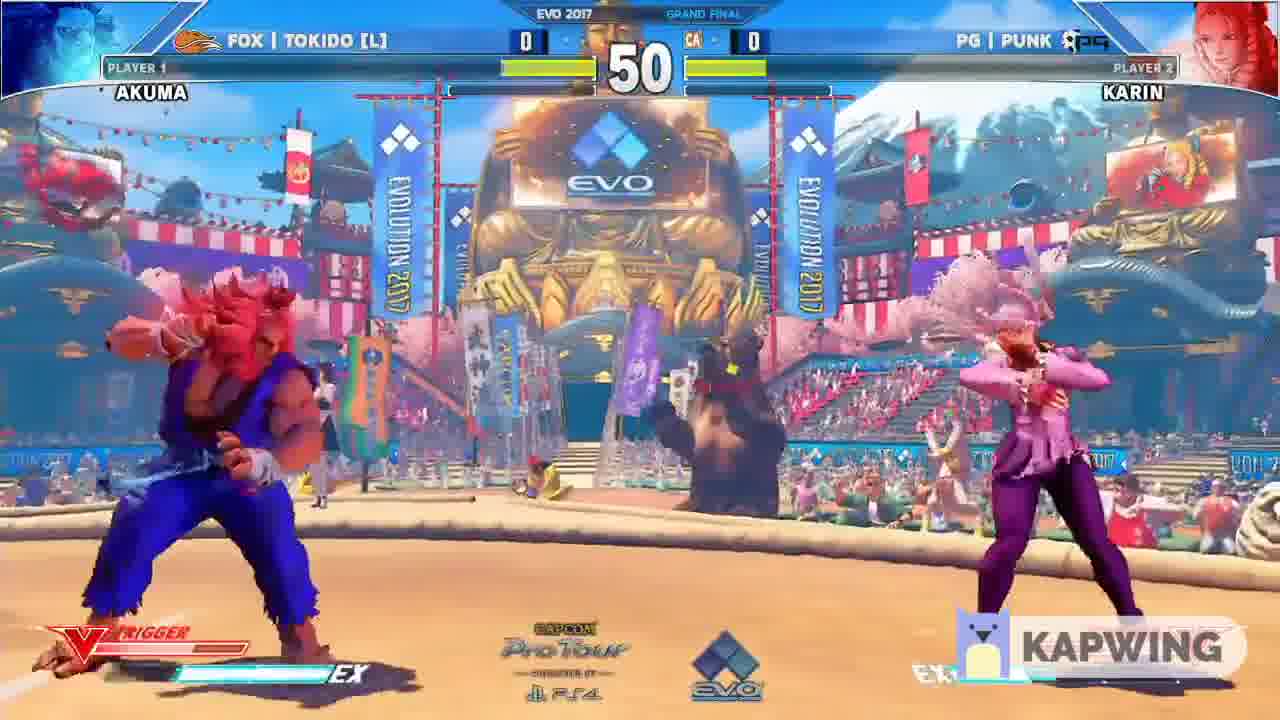 EVO 2017
GRAND FINAL
FOX | TOKIDO [L]
0
50
CA
0
PG | PUNK
PLAYER 1
PLAYER 2
AKUMA
KARIN
EVO
EVOLUTION 2017
EVOLUTION 2017
V TRIGGER
EX
EX
CAPCOM
Pro Tour
PS4
EVO
KAPWING